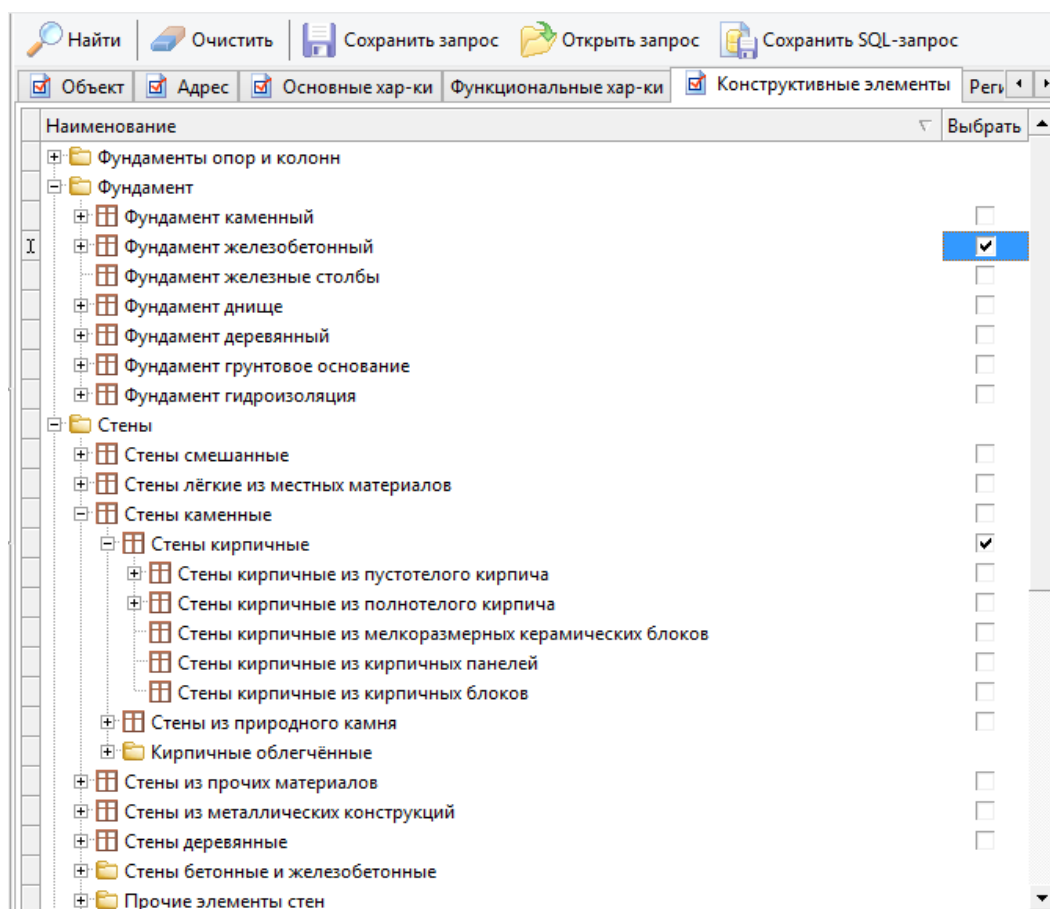 Найти Очистить Сохранить запрос Открыть запрос Сохранить SQL-запрос
Объект Адрес Основные хар-ки Функциональные хар-ки Конструктивные элементы Реги
Наименование Выбрать
Фундаменты опор и колонн
Фундамент
Фундамент каменный
Фундамент железобетонный
Фундамент железные столбы
Фундамент днище
Фундамент деревянный
Фундамент грунтовое основание
Фундамент гидроизоляция
Стены
Стены смешанные
Стены лёгкие из местных материалов
Стены каменные
Стены кирпичные
Стены кирпичные из пустотелого кирпича
Стены кирпичные из полнотелого кирпича
Стены кирпичные из мелкоразмерных керамических блоков
Стены кирпичные из кирпичных панелей
Стены кирпичные из кирпичных блоков
Стены из природного камня
Кирпичные облегчённые
Стены из прочих материалов
Стены из металлических конструкций
Стены деревянные
Стены бетонные и железобетонные
Прочие элементы стен